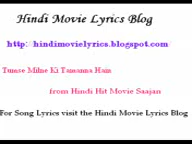 Hindi Movie Lyrics Blog
http://hindimovielyrics.blogspot.com/
Tumse Milne Ki Tamanna Hain
from Hindi Hit Movie Saajan
For Song Lyrics visit the Hindi Movie Lyrics Blog